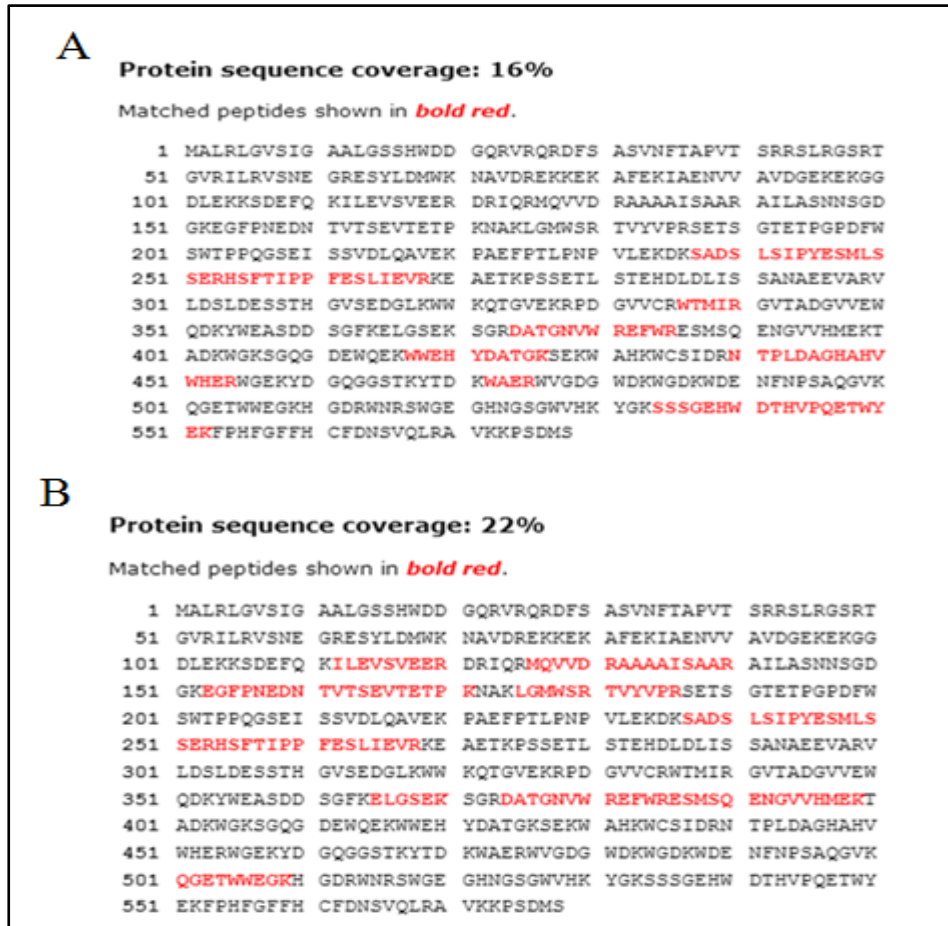 A
Protein sequence coverage: 16%
Matched peptides shown in bold red.
1 MALRLGVSIG AALGSSHWDD GQRVRQRDFS ASVNFTAPVT SRRSLRGSRT
51 GVRILRVSNE GRESYLDMWK NAVDREKKEK AFEKIAENVV AVDGEKEKGG
101 DLEKKSDEFQ KILEVSVEER DRIQRMQVVD RAAAAISAAR AILASNNSGD
151 GKEGFPNEDN TVTSEVTETP KNAKLGMWSR TVYVPRSETS GTETPGPDFW
201 SWTPPQGSEI SSVDLQAVEK PAEFPTLPNP VLEKDKSADS LSIPYESMLS
251 SERHSFTIPP FESLIEVRKE AETKPSSETL STEHDLDLIS SANAEEVARV
301 LDSLDESSTH GVSEDGLKWW KQTGVEKRPD GVVCRWTMIR GVTADGVVEW
351 QDKYWEASDD SGFKELGSEK SGRDATGNVW REFWRESMSQ ENGVVHMEKT
401 ADKWGKSGQG DEWQEKWWEH YDATGKSEKW AHKWCSIDRN TPLDAGHAHV
451 WHERWGEKYD GQGGSTKYTD KWAERWVGDG WDKWGDKWDE NFNPSAQGVK
501 QGETWWEGKH GDRWNRSWGE GHNGSGWVHK YGKSSSGEHW DTHVPQETWY
551 EKFPHFGFFH CFDNSVQLRA VKKPSDMS
B
Protein sequence coverage: 22%
Matched peptides shown in bold red.
1 MALRLGVSIG AALGSSHWDD GQRVRQRDFS ASVNFTAPVT SRRSLRGSRT
51 GVRILRVSNE GRESYLDMWK NAVDREKKEK AFEKIAENVV AVDGEKEKGG
101 DLEKKSDEFQ KILEVSVEER DRIQRMQVVD RAAAAISAAR AILASNNSGD
151 GKEGFPNEDN TVTSEVTETP KNAKLGMWSR TVYVPRSETS GTETPGPDFW
201 SWTPPQGSEI SSVDLQAVEK PAEFPTLPNP VLEKDKSADS LSIPYESMLS
251 SERHSFTIPP FESLIEVRKE AETKPSSETL STEHDLDLIS SANAEEVARV
301 LDSLDESSTH GVSEDGLKWW KQTGVEKRPD GVVCRWTMIR GVTADGVVEW
351 QDKYWEASDD SGFKELGSEK SGRDATGNVW REFWRESMSQ ENGVVHMEKT
401 ADKWGKSGQG DEWQEKWWEH YDATGKSEKW AHKWCSIDRN TPLDAGHAHV
451 WHERWGEKYD GQGGSTKYTD KWAERWVGDG WDKWGDKWDE NFNPSAQGVK
501 QGETWWEGKH GDRWNRSWGE GHNGSGWVHK YGKSSSGEHW DTHVPQETWY
551 EKFPHFGFFH CFDNSVQLRA VKKPSDMS